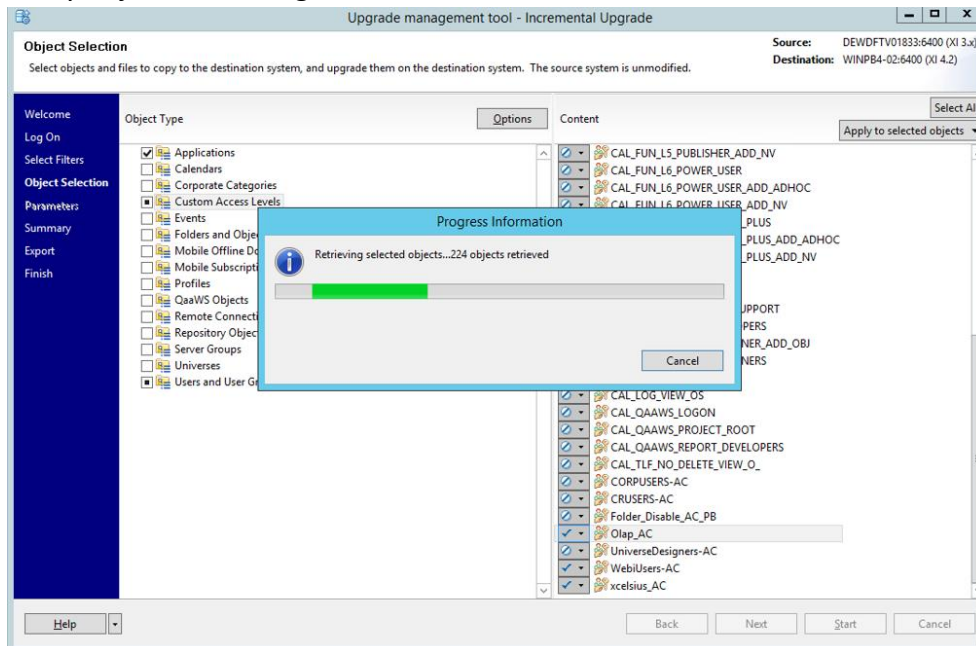 Upgrade management tool - Incremental Upgrade
Object Selection
Select objects and files to copy to the destination system, and upgrade them on the destination system. The source system is unmodified.
Source: DEWDFTV01833:6400 (XI 3.x)
Destination: WINPB4-02:6400 (XI 4.2)
Welcome
Log On
Select Filters
Object Selection
Parameters
Summary
Export
Finish
Object Type
Options
Applications
Calendars
Corporate Categories
Custom Access Levels
Events
Folders and Obje
Mobile Offline Do
Mobile Subscripti
Profiles
QaaWS Objects
Remote Connecti
Repository Objec
Server Groups
Universes
Users and User Gr
Content
Select Al
Apply to selected objects
CAL_FUN_L5_PUBLISHER_ADD_NV
CAL_FUN_L6_POWER_USER
CAL_FUN_L6_POWER_USER_ADD_ADHOC
CAL_FUN_L6_POWER_USER_ADD_NV
_PLUS
_PLUS_ADD_ADHOC
_PLUS_ADD_NV
UPPORT
PERS
NER_ADD_OBJ
NERS
CAL_LOG_VIEW_OS
CAL_QAAWS_LOGON
CAL_QAAWS_PROJECT_ROOT
CAL_QAAWS_REPORT_DEVELOPERS
CAL_TLF_NO_DELETE_VIEW_O_
CORPUSERS-AC
CRUSERS-AC
Folder_Disable_AC_PB
Olap_AC
UniverseDesigners-AC
WebiUsers-AC
xcelsius_AC
Progress Information
Retrieving selected objects...224 objects retrieved
Cancel
Help
Back
Next
Start
Cancel